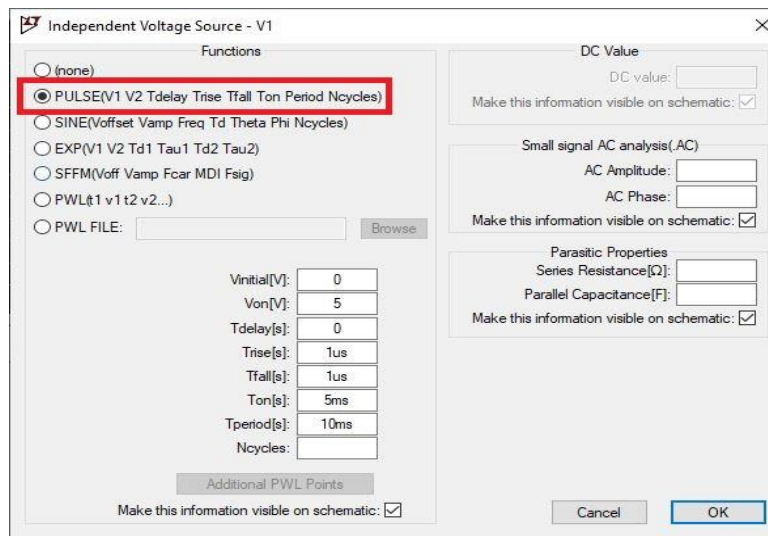 Independent Voltage Source - V1
Functions
(none)
PULSE(V1 V2 Tdelay Trise Tfall Ton Period Ncycles)
SINE(Voffset Vamp Freq Td Theta Phi Ncycles)
EXP(V1 V2 Td1 Tau1 Td2 Tau2)
SFFM(Voff Vamp Fcar MDI Fsig)
PWL(t1 v1 t2 v2...)
PWL FILE: Browse
Vinitial[V]: 0
Von[V]: 5
Tdelay[s]: 0
Trise[s]: 1us
Tfall[s]: 1us
Ton[s]: 5ms
Tperiod[s]: 10ms
Ncycles:
Additional PWL Points
Make this information visible on schematic:
DC Value
DC value:
Make this information visible on schematic:
Small signal AC analysis(.AC)
AC Amplitude:
AC Phase:
Make this information visible on schematic:
Parasitic Properties
Series Resistance[Ω]:
Parallel Capacitance[F]:
Make this information visible on schematic:
Cancel OK